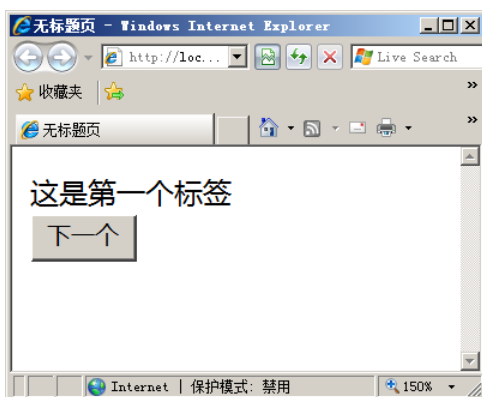 无标题页 - Windows Internet Explorer
http://loc...
Live Search
收藏夹
»
无标题页
»
这是第一个标签
下一个
Internet | 保护模式: 禁用
150%